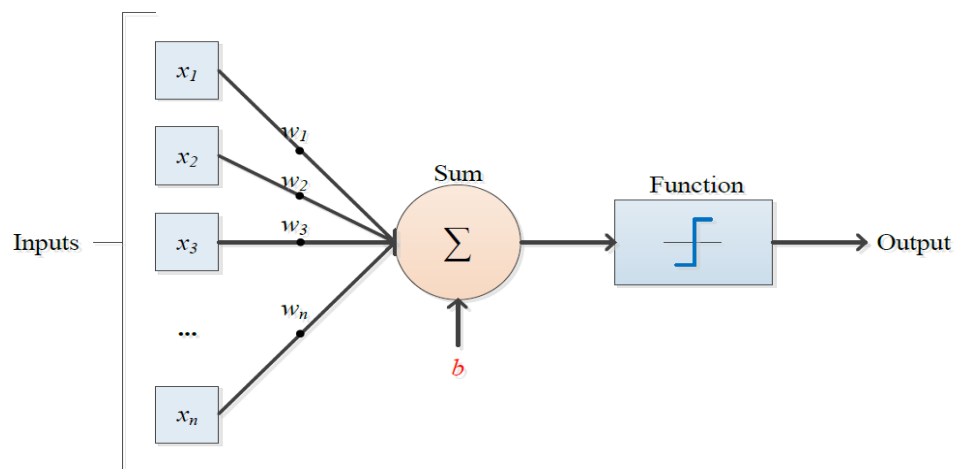 x1
w1
x2
w2
Sum
Function
Inputs
x3
w3
Σ
Output
...
wn
b
xn